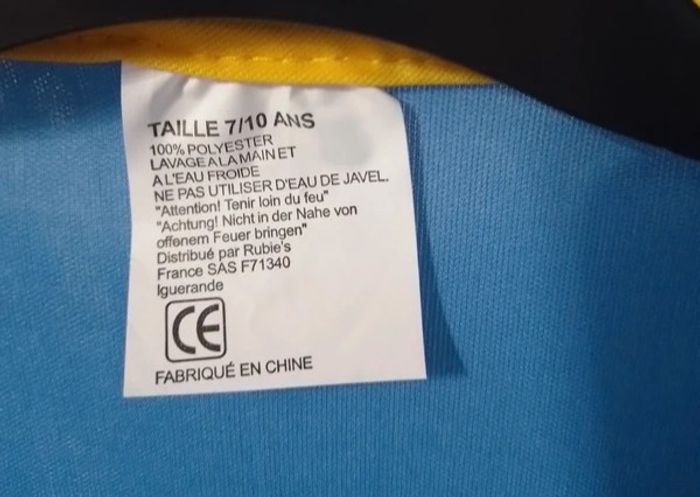 TAILLE 7/10 ANS
100% POLYESTER
LAVAGE A LA MAIN ET
A L'EAU FROIDE
NE PAS UTILISER D'EAU DE JAVEL.
"Attention! Tenir loin du feu"
"Achtung! Nicht in der Nahe von
offenem Feuer bringen"
Distribué par Rubie's
France SAS F71340
Iguerande
CE
FABRIQUÉ EN CHINE